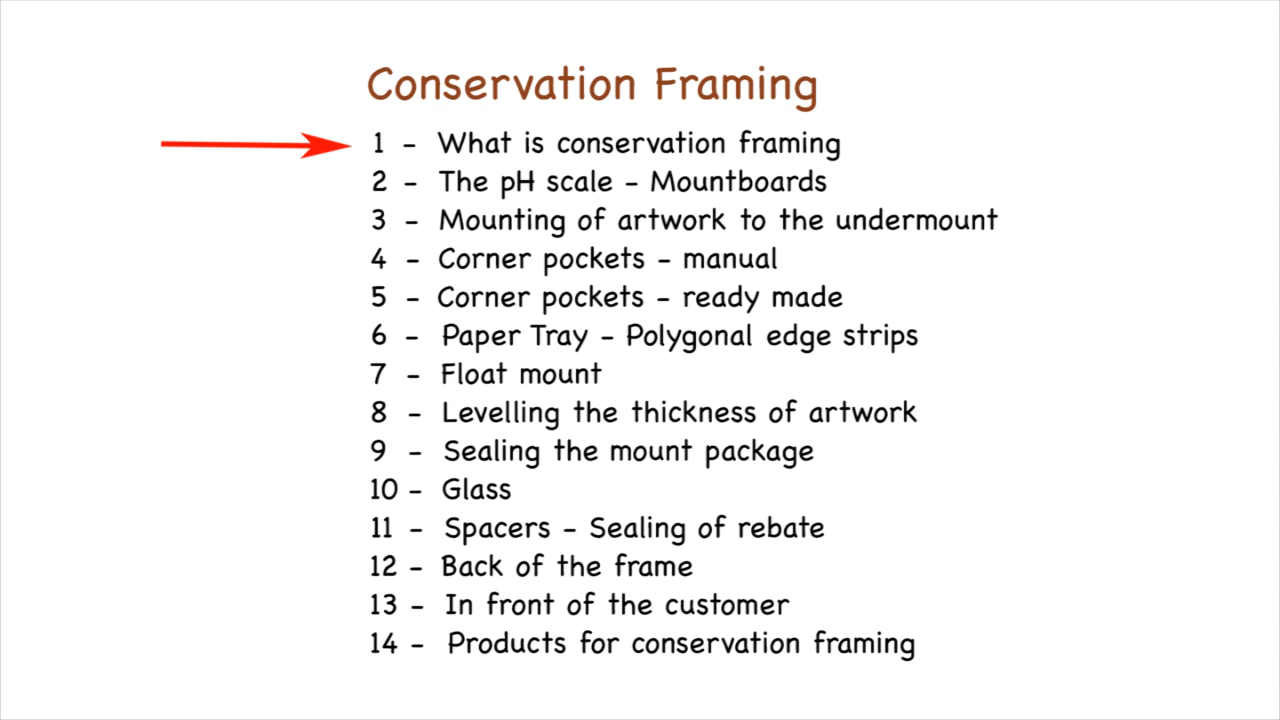 Conservation Framing
1 - What is conservation framing
2 - The pH scale - Mountboards
3 - Mounting of artwork to the undermount
4 - Corner pockets - manual
5 - Corner pockets - ready made
6 - Paper Tray - Polygonal edge strips
7 - Float mount
8 - Levelling the thickness of artwork
9 - Sealing the mount package
10 - Glass
11 - Spacers - Sealing of rebate
12 - Back of the frame
13 - In front of the customer
14 - Products for conservation framing